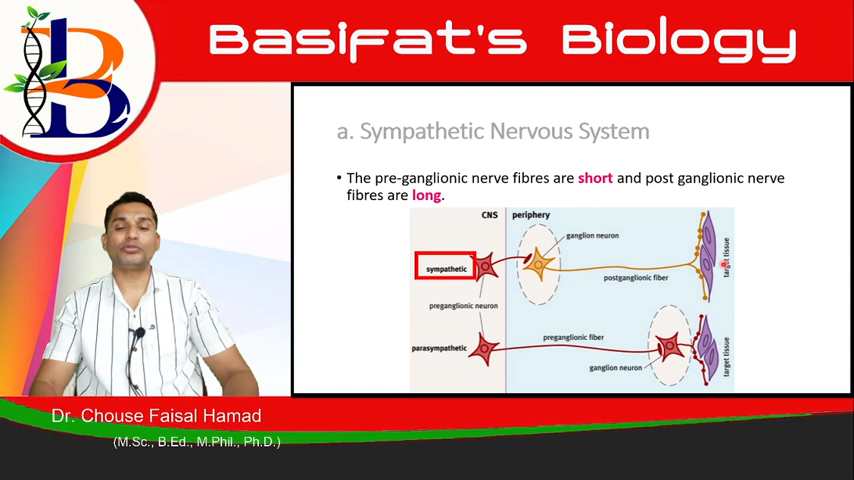 Basifat's Biology
a. Sympathetic Nervous System
• The pre-ganglionic nerve fibres are short and post ganglionic nerve
fibres are long.
CNS periphery
ganglion neuron
sympathetic
target tissue
postganglionic fiber
preganglionic neuron
preganglionic fiber
parasympathetic
target tissue
ganglion neuron
Dr. Chouse Faisal Hamad
(M.Sc., B.Ed., M.Phil., Ph.D.)